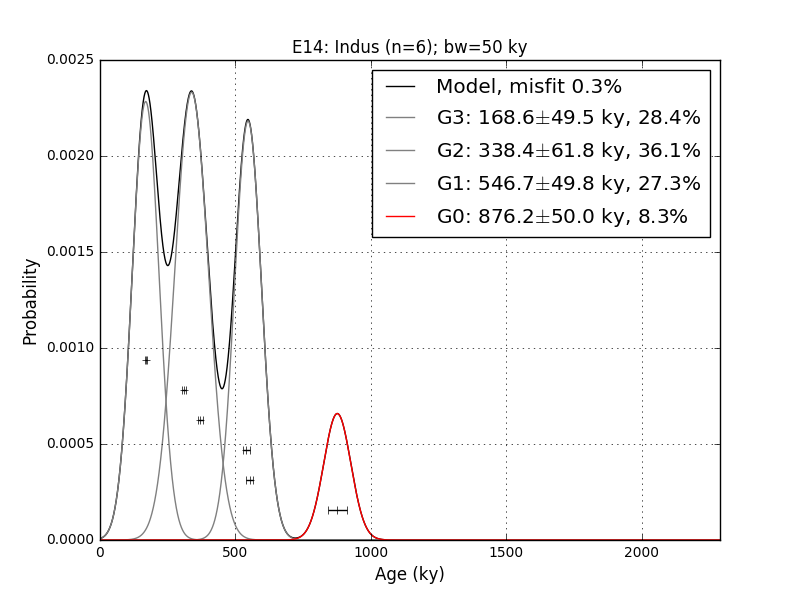 E14: Indus (n=6); bw=50 ky
0.0025
0.0020
0.0015
0.0010
0.0005
0.0000
Probability
Model, misfit 0.3%
G3: 168.6±49.5 ky, 28.4%
G2: 338.4±61.8 ky, 36.1%
G1: 546.7±49.8 ky, 27.3%
G0: 876.2±50.0 ky, 8.3%
0
500
1000
1500
2000
Age (ky)